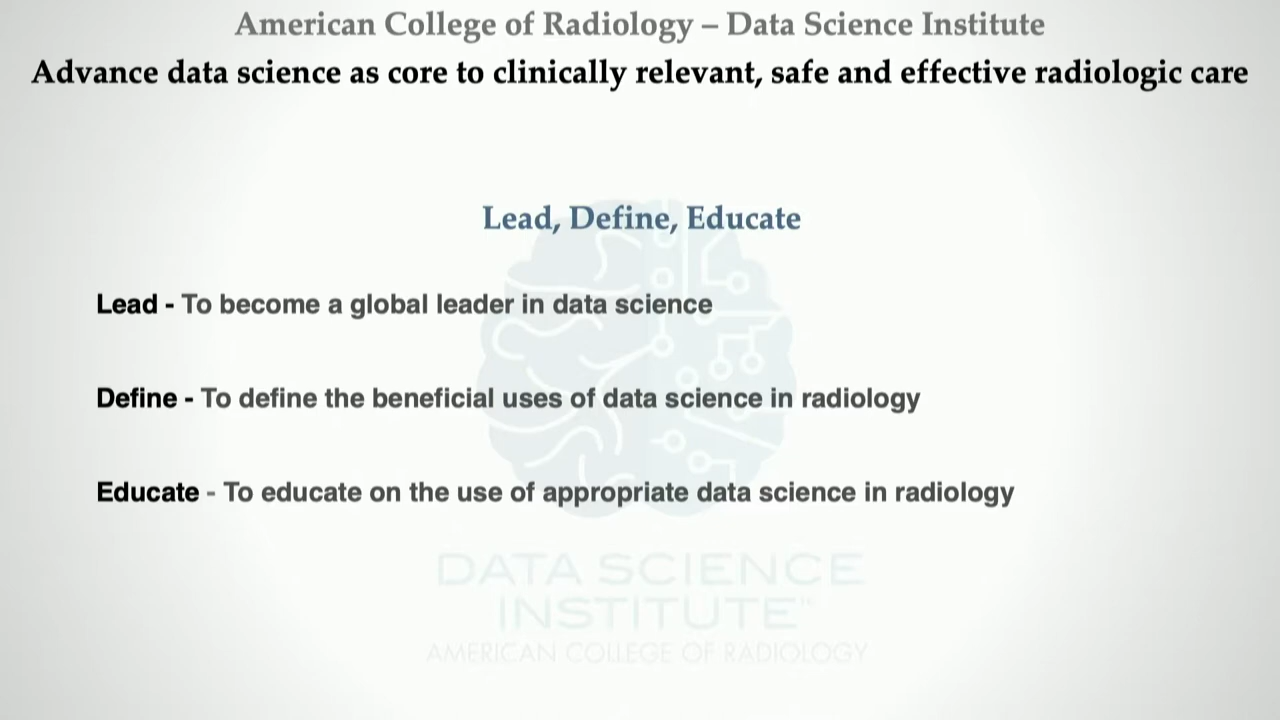 American College of Radiology – Data Science Institute
Advance data science as core to clinically relevant, safe and effective radiologic care
Lead, Define, Educate
Lead - To become a global leader in data science
Define - To define the beneficial uses of data science in radiology
Educate - To educate on the use of appropriate data science in radiology
DATA SCIENCE
INSTITUTE™
AMERICAN COLLEGE OF RADIOLOGY